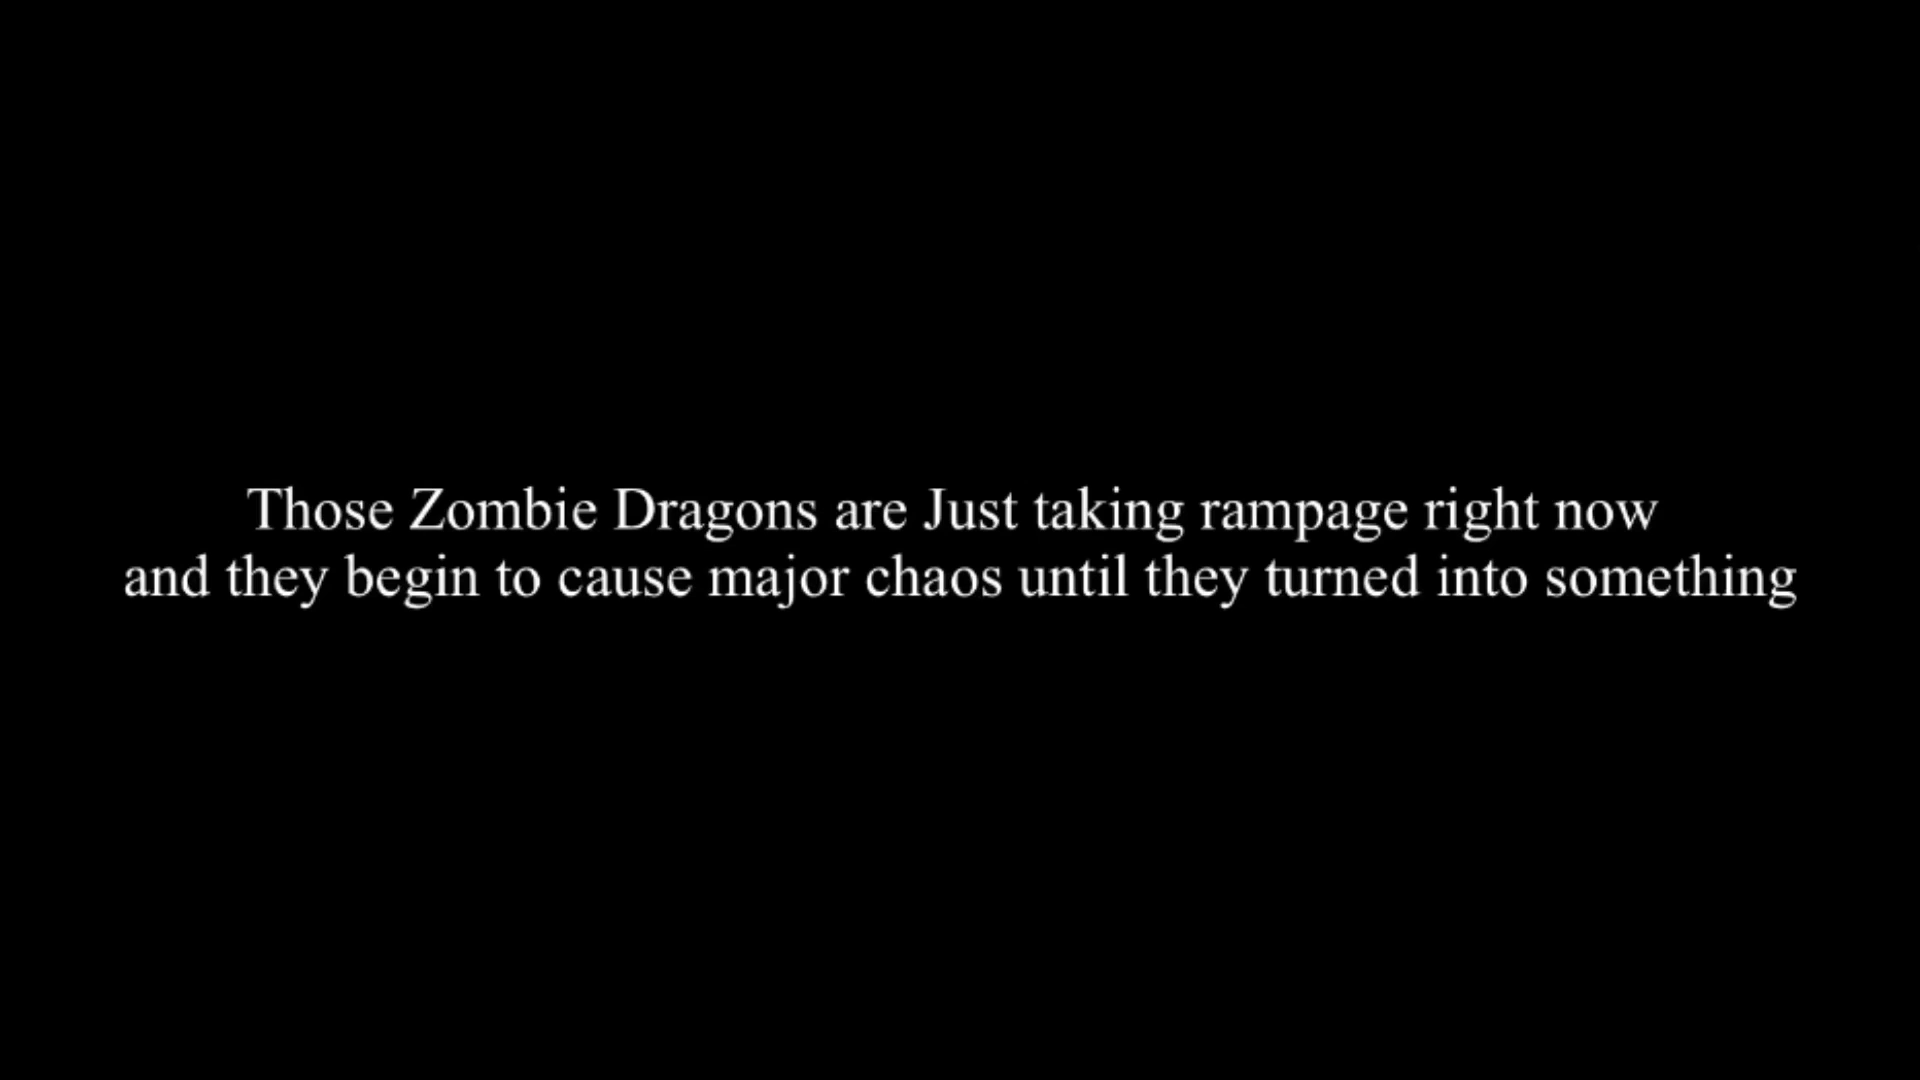 Those Zombie Dragons are Just taking rampage right now
and they begin to cause major chaos until they turned into something